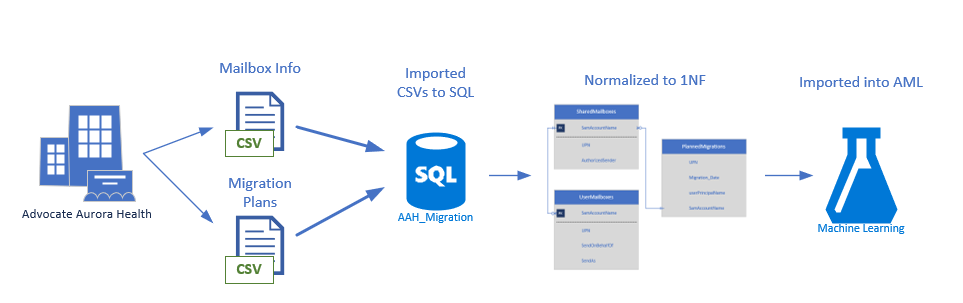 Mailbox Info
CSV
Advocate Aurora Health
Migration
Plans
CSV
Imported
CSVs to SQL
SQL
AAH_Migration
Normalized to 1NF
SharedMailboxes
SamAccountName
UPN
AuthorizedSender
UserMailboxes
SamAccountName
UPN
SendOnBehalfOf
SendAs
PlannedMigrations
UPN
Migration_Date
userPrincipalName
SamAccountName
Imported into AML
Machine Learning